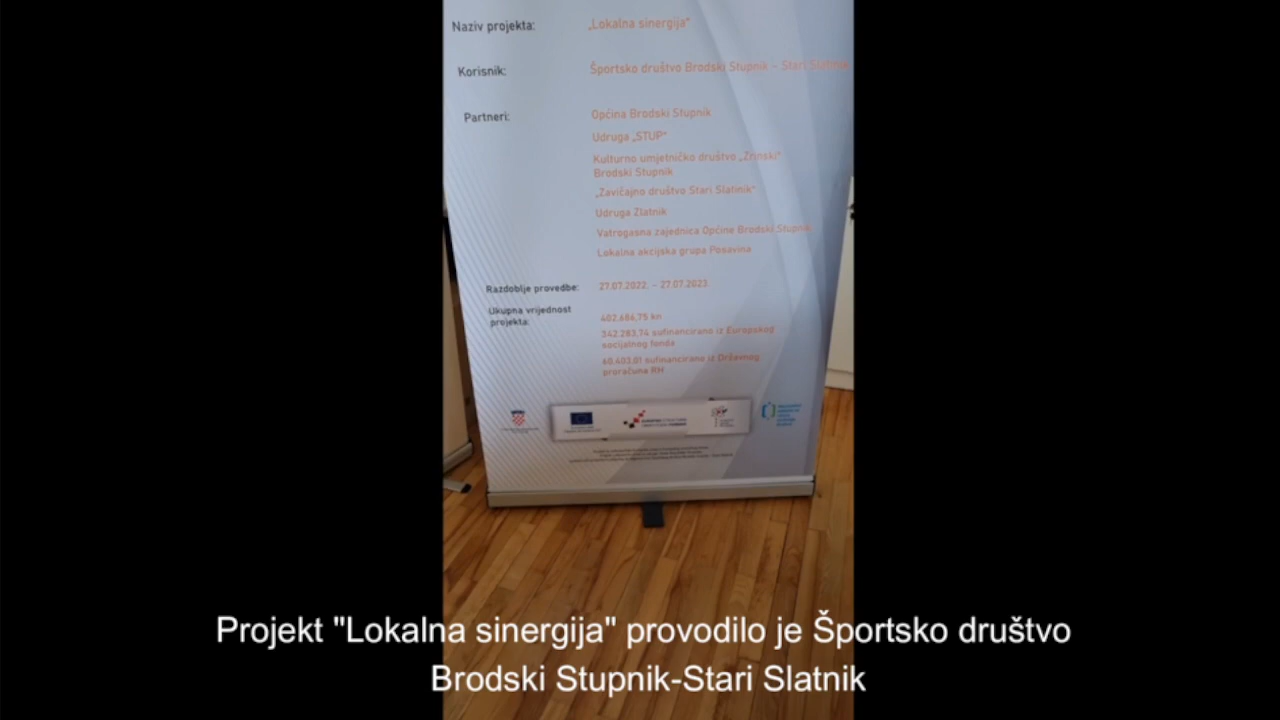 Naziv projekta: „Lokalna sinergija"
Korisnik: Športsko društvo Brodski Stupnik – Stari Slatnik
Partneri: Općina Brodski Stupnik
Udruga „STUP"
Kulturno umjetničko društvo „Zrinski"
Brodski Stupnik
„Zavičajno društvo Stari Slatinik"
Udruga Zlatnik
Vatrogasna zajednica Općine Brodski Stupnik
Lokalna akcijska grupa Posavina
Razdoblje provedbe: 27.07.2022. – 27.07.2023.
Ukupna vrijednost
projekta: 402.686,75 kn
342.283,74 sufinancirano iz Europskog
socijalnog fonda
60.403,01 sufinancirano iz Državnog
proračuna RH
Projekt "Lokalna sinergija" provodilo je Športsko društvo
Brodski Stupnik-Stari Slatnik